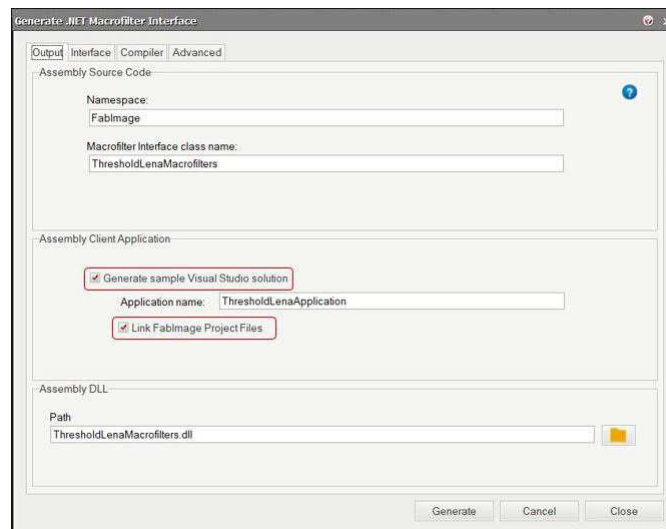 Generate .NET Macrofilter Interface
Output Interface Compiler Advanced
Assembly Source Code
Namespace:
FabImage
Macrofilter Interface class name:
ThresholdLenaMacrofilters
Assembly Client Application
Generate sample Visual Studio solution
Application name: ThresholdLenaApplication
Link FabImage Project Files
Assembly DLL
Path
ThresholdLenaMacrofilters.dll
Generate Cancel Close